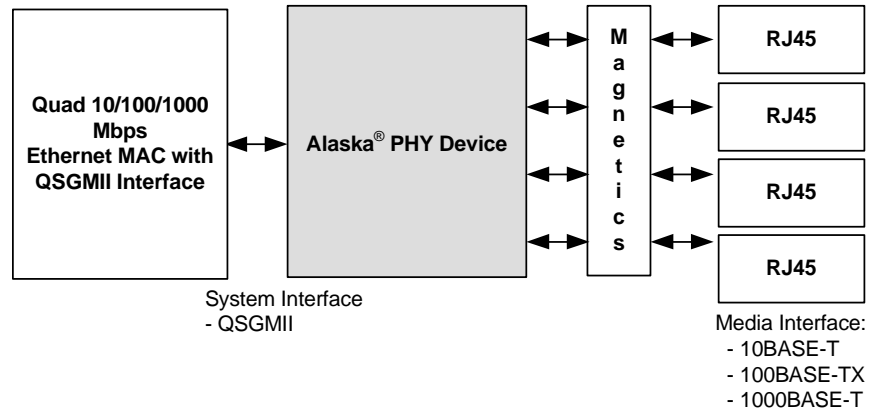 Quad 10/100/1000
Mbps
Ethernet MAC with
QSGMII Interface
Alaska® PHY Device
M
a
g
n
e
t
i
c
s
RJ45
RJ45
RJ45
RJ45
System Interface
- QSGMII
Media Interface:
- 10BASE-T
- 100BASE-TX
- 1000BASE-T